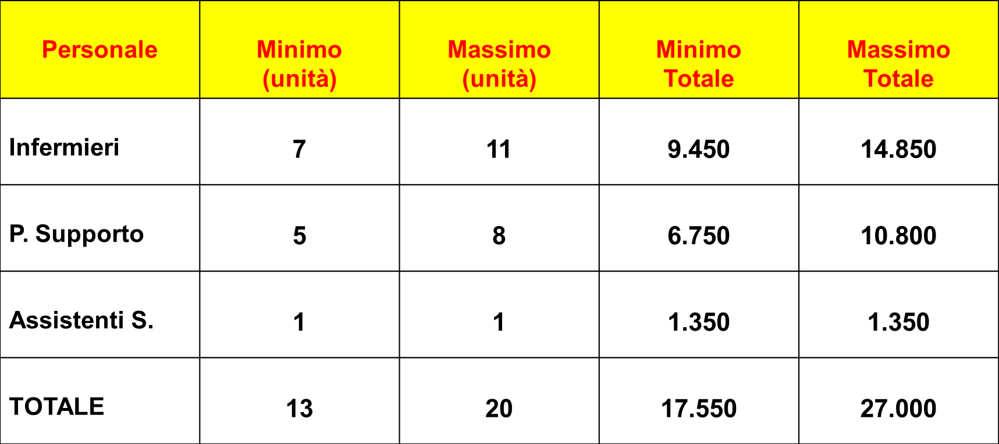 Personale Minimo (unità) Massimo (unità) Minimo Totale Massimo Totale
Infermieri 7 11 9.450 14.850
P. Supporto 5 8 6.750 10.800
Assistenti S. 1 1 1.350 1.350
TOTALE 13 20 17.550 27.000